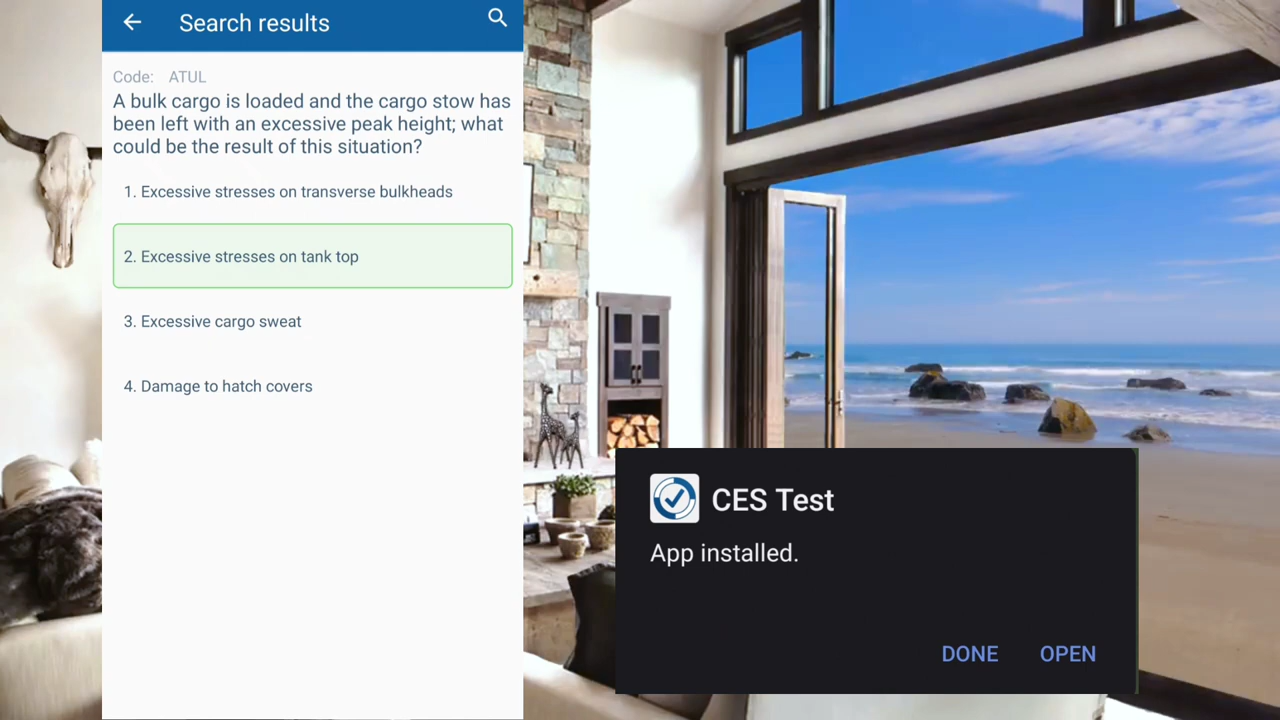 Search results
Code: ATUL
A bulk cargo is loaded and the cargo stow has
been left with an excessive peak height; what
could be the result of this situation?
1. Excessive stresses on transverse bulkheads
2. Excessive stresses on tank top
3. Excessive cargo sweat
4. Damage to hatch covers
CES Test
App installed.
DONE OPEN